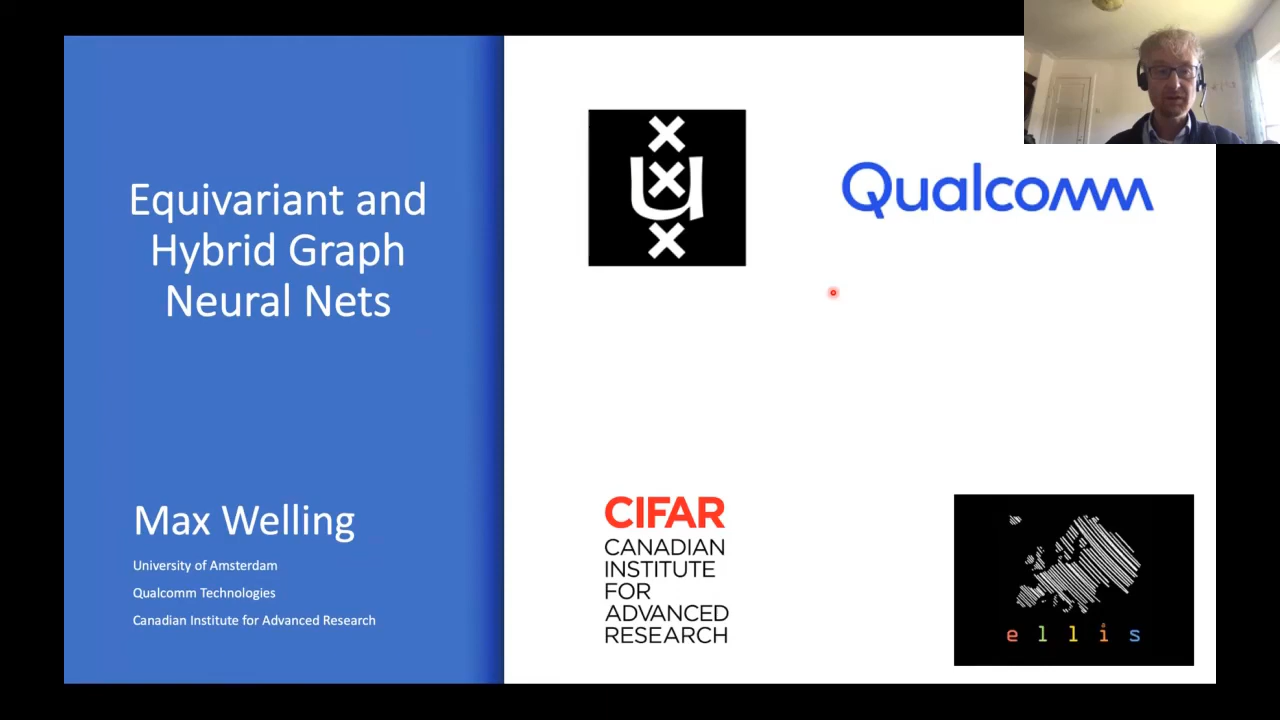 Equivariant and
Hybrid Graph
Neural Nets
Max Welling
University of Amsterdam
Qualcomm Technologies
Canadian Institute for Advanced Research
U
XXX
Qualcomm
CIFAR
CANADIAN
INSTITUTE
FOR
ADVANCED
RESEARCH
ellis